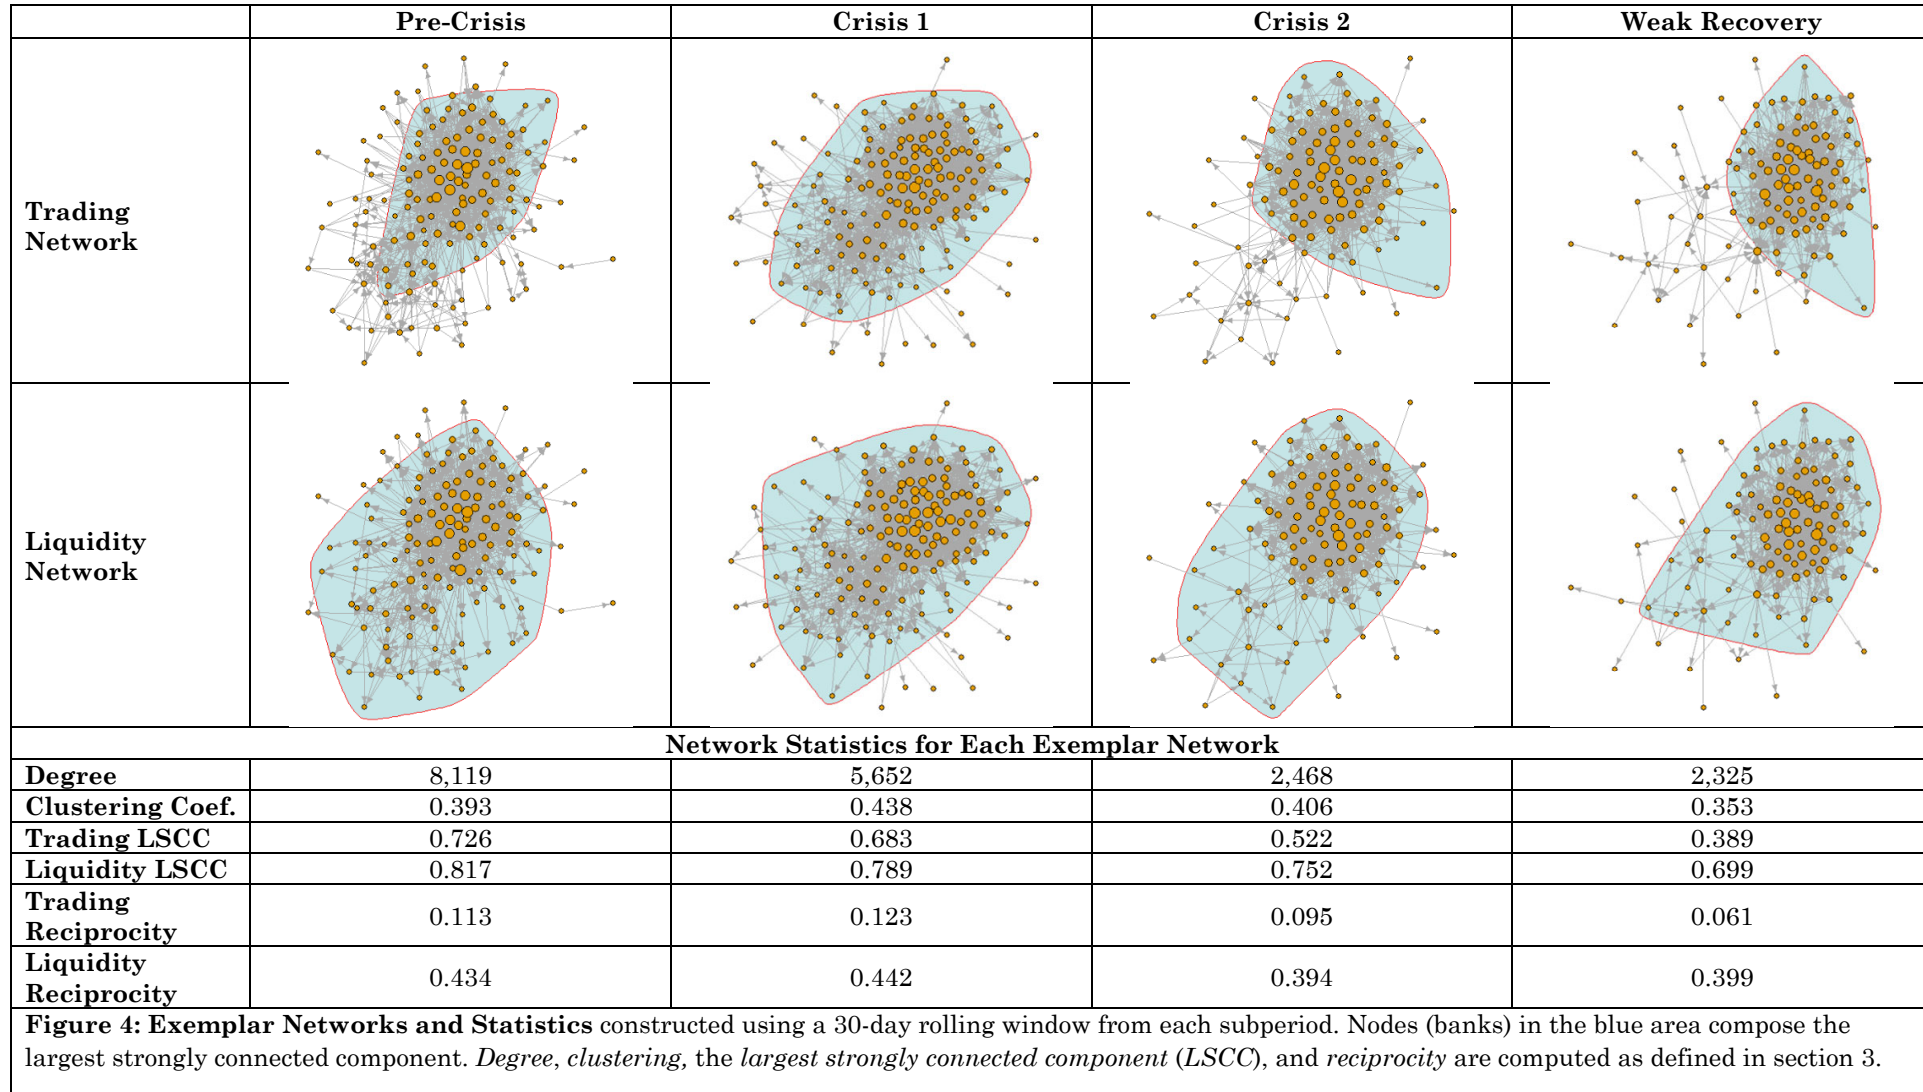 Pre-Crisis Crisis 1 Crisis 2 Weak Recovery
Trading
Network
Liquidity
Network
Network Statistics for Each Exemplar Network
Degree 8,119 5,652 2,468 2,325
Clustering Coef. 0.393 0.438 0.406 0.353
Trading LSCC 0.726 0.683 0.522 0.389
Liquidity LSCC 0.817 0.789 0.752 0.699
Trading
Reciprocity 0.113 0.123 0.095 0.061
Liquidity
Reciprocity 0.434 0.442 0.394 0.399
Figure 4: Exemplar Networks and Statistics constructed using a 30-day rolling window from each subperiod. Nodes (banks) in the blue area compose the
largest strongly connected component. Degree, clustering, the largest strongly connected component (LSCC), and reciprocity are computed as defined in section 3.